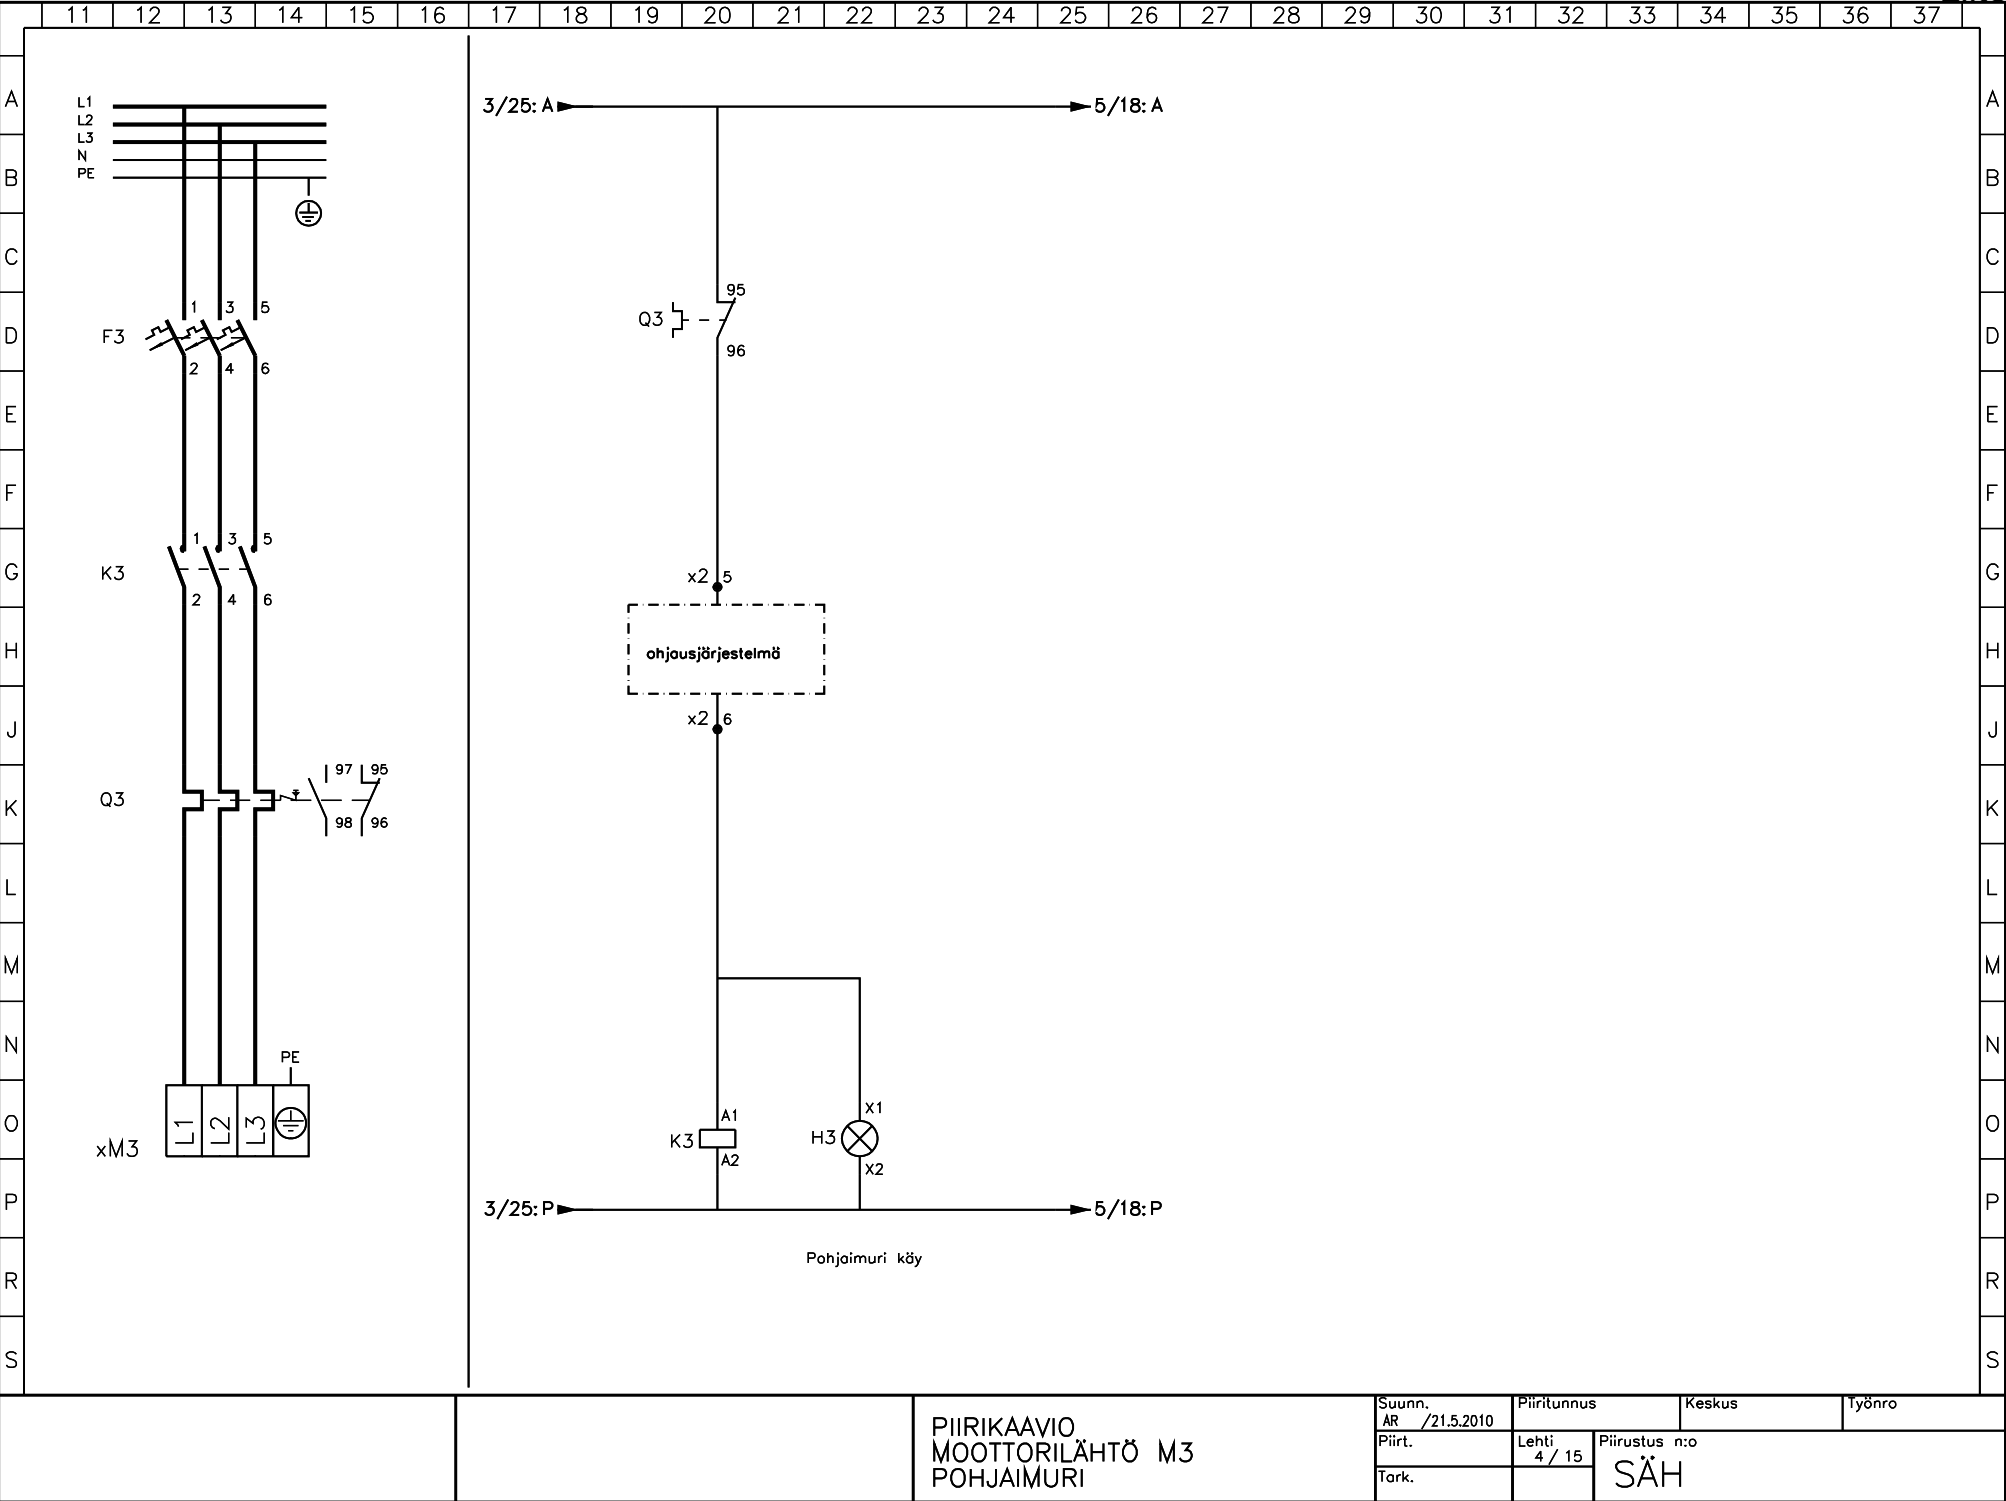 11 12 13 14 15 16 17 18 19 20 21 22 23 24 25 26 27 28 29 30 31 32 33 34 35 36 37
A A
B B
C C
D D
E E
F F
G G
H H
J J
K K
L L
M M
N N
O O
P P
R R
S S
L1
L2
L3
N
PE
1 3 5
F3
2 4 6
1 3 5
K3
2 4 6
97 95
Q3
98 96
PE
L1 L2 L3
xM3
3/25: A 5/18: A
95
Q3
96
x2 5
ohjausjärjestelmä
x2 6
A1 X1
K3 H3
A2 X2
3/25: P 5/18: P
Pohjaimuri käy
PIIRIKAAVIO
MOOTTORILÄHTÖ M3
POHJAIMURI
Suunn. Piiritunnus Keskus Työnro
AR /21.5.2010
Piirt. Lehti Piirustus n:o
4 / 15
SÄH
Tark.